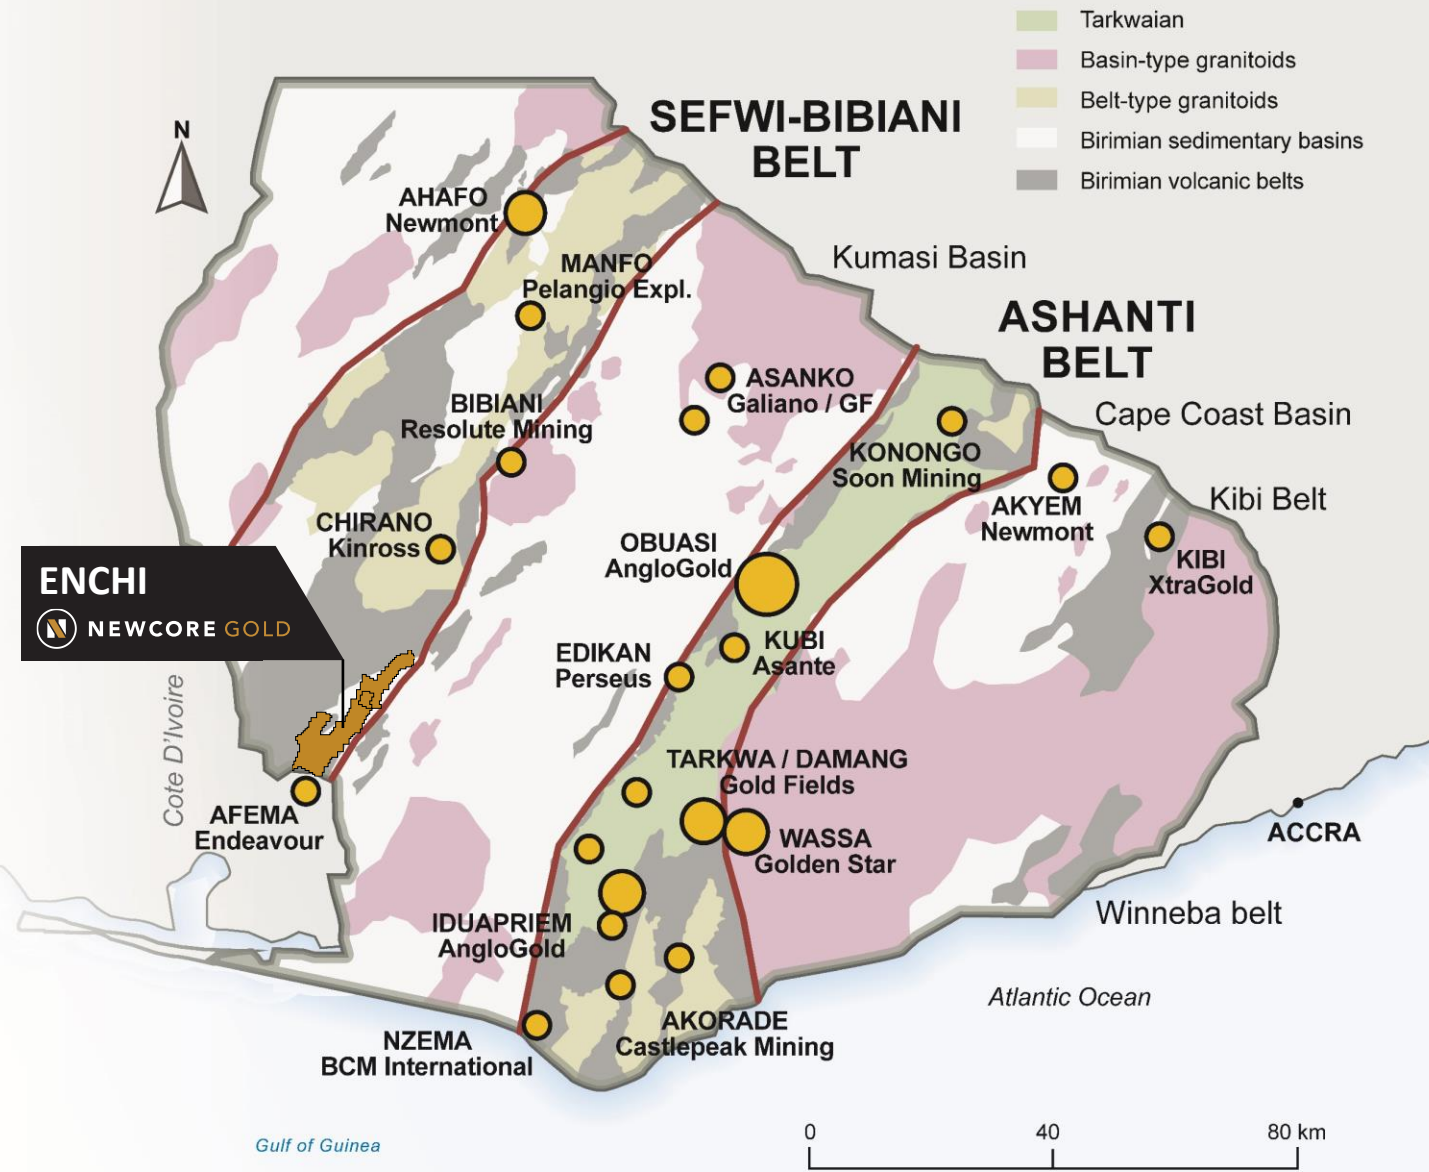 Tarkwaian
Basin-type granitoids
Belt-type granitoids
Birimian sedimentary basins
Birimian volcanic belts
SEFWI-BIBIANI
BELT
N
AHAFO
Newmont
Kumasi Basin
MANFO
Pelangio Expl.
ASHANTI
BELT
ASANKO
Galiano / GF
BIBIANI
Resolute Mining
Cape Coast Basin
KONONGO
Soon Mining
Kibi Belt
AKYEM
Newmont
CHIRANO
Kinross
OBUASI
AngloGold
KIBI
XtraGold
ENCHI
NEWCORE GOLD
KUBI
Asante
EDIKAN
Perseus
Cote D'Ivoire
TARKWA / DAMANG
Gold Fields
AFEMA
Endeavour
WASSA
Golden Star
ACCRA
IDUAPRIEM
AngloGold
Winneba belt
Atlantic Ocean
AKORADE
Castlepeak Mining
NZEMA
BCM International
Gulf of Guinea
0 40 80 km